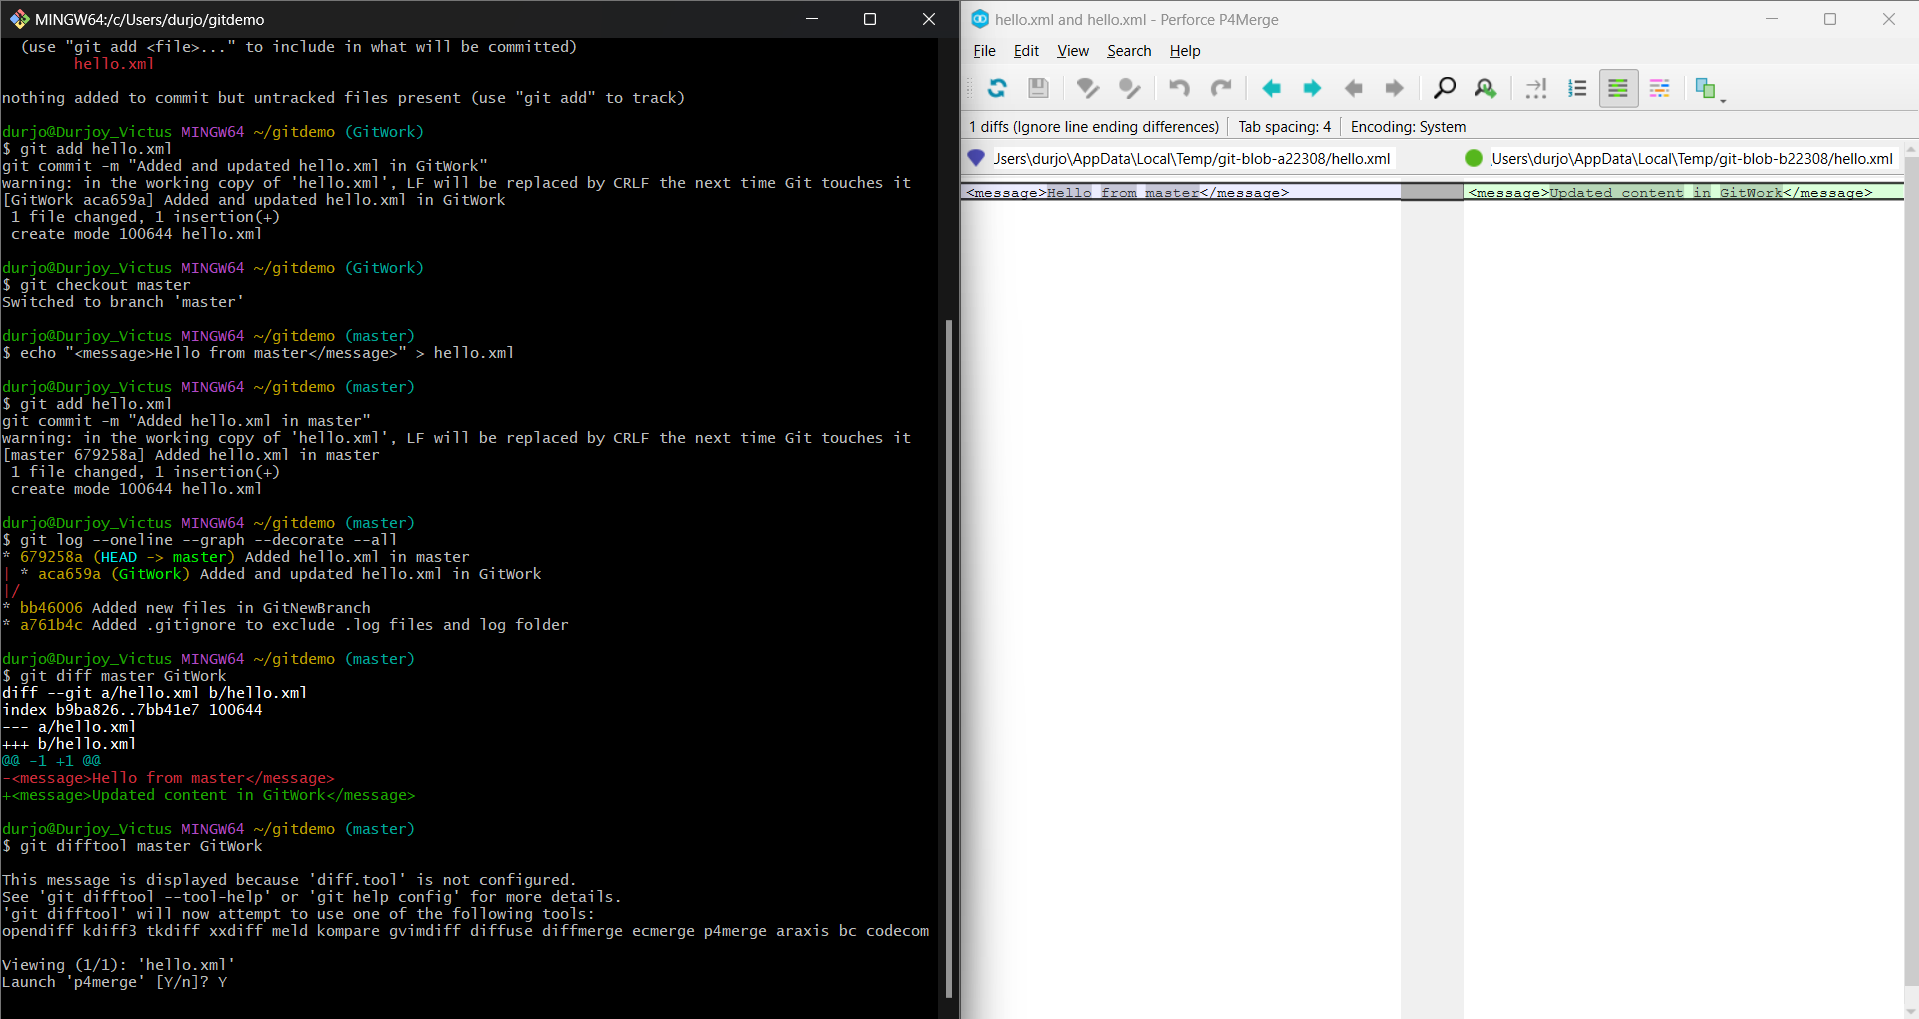 MINGW64:/c/Users/durjo/gitdemo
(use "git add <file>..." to include in what will be committed)
hello.xml
nothing added to commit but untracked files present (use "git add" to track)
durjo@Durjoy_Victus MINGW64 ~/gitdemo (GitWork)
$ git add hello.xml
git commit -m "Added and updated hello.xml in GitWork"
warning: in the working copy of 'hello.xml', LF will be replaced by CRLF the next time Git touches it
[GitWork aca659a] Added and updated hello.xml in GitWork
1 file changed, 1 insertion(+)
create mode 100644 hello.xml
durjo@Durjoy_Victus MINGW64 ~/gitdemo (GitWork)
$ git checkout master
Switched to branch 'master'
durjo@Durjoy_Victus MINGW64 ~/gitdemo (master)
$ echo "<message>Hello from master</message>" > hello.xml
durjo@Durjoy_Victus MINGW64 ~/gitdemo (master)
$ git add hello.xml
git commit -m "Added hello.xml in master"
warning: in the working copy of 'hello.xml', LF will be replaced by CRLF the next time Git touches it
[master 679258a] Added hello.xml in master
1 file changed, 1 insertion(+)
create mode 100644 hello.xml
durjo@Durjoy_Victus MINGW64 ~/gitdemo (master)
$ git log --oneline --graph --decorate --all
* 679258a (HEAD -> master) Added hello.xml in master
| * aca659a (GitWork) Added and updated hello.xml in GitWork
|/
* bb46006 Added new files in GitNewBranch
* a761b4c Added .gitignore to exclude .log files and log folder
durjo@Durjoy_Victus MINGW64 ~/gitdemo (master)
$ git diff master GitWork
diff --git a/hello.xml b/hello.xml
index b9ba826..7bb41e7 100644
--- a/hello.xml
+++ b/hello.xml
@@ -1 +1 @@
-<message>Hello from master</message>
+<message>Updated content in GitWork</message>
durjo@Durjoy_Victus MINGW64 ~/gitdemo (master)
$ git difftool master GitWork
This message is displayed because 'diff.tool' is not configured.
See 'git difftool --tool-help' or 'git help config' for more details.
'git difftool' will now attempt to use one of the following tools:
opendiff kdiff3 tkdiff xxdiff meld kompare gvimdiff diffuse diffmerge ecmerge p4merge araxis bc codecom
Viewing (1/1): 'hello.xml'
Launch 'p4merge' [Y/n]? Y
hello.xml and hello.xml - Perforce P4Merge
File Edit View Search Help
1 diffs (Ignore line ending differences) Tab spacing: 4 Encoding: System
Jsers\durjo\AppData\Local\Temp/git-blob-a22308/hello.xml
Users\durjo\AppData\Local\Temp/git-blob-b22308/hello.xml
<message>Hello from master</message>
<message>Updated content in GitWork</message>